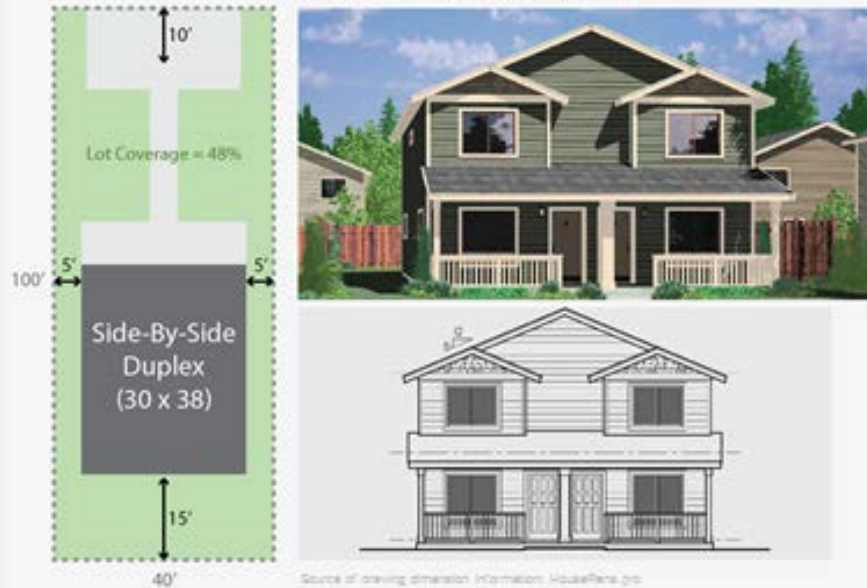 10'
Lot Coverage = 48%
5'
5'
100'
Side-By-Side
Duplex
(30 x 38)
15'
40'
Source of drawing dimension information: HousePlans.pro